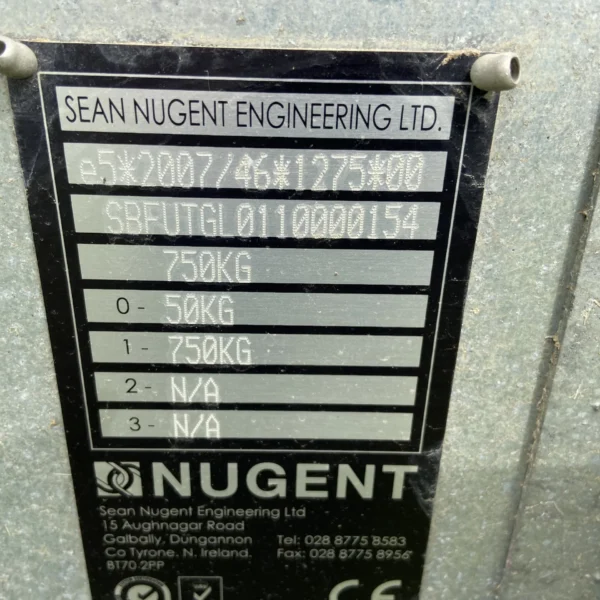 SEAN NUGENT ENGINEERING LTD.
e5*2007/46*1275*00
SBFUTGL0110000154
750KG
0- 50KG
1- 750KG
2- N/A
3- N/A
NUGENT
Sean Nugent Engineering Ltd
15 Aughnagar Road
Galbally, Dungannon Tel: 028 8775 8583
Co Tyrone. N. Ireland. Fax: 028 8775 8956
BT70 2PP
CE